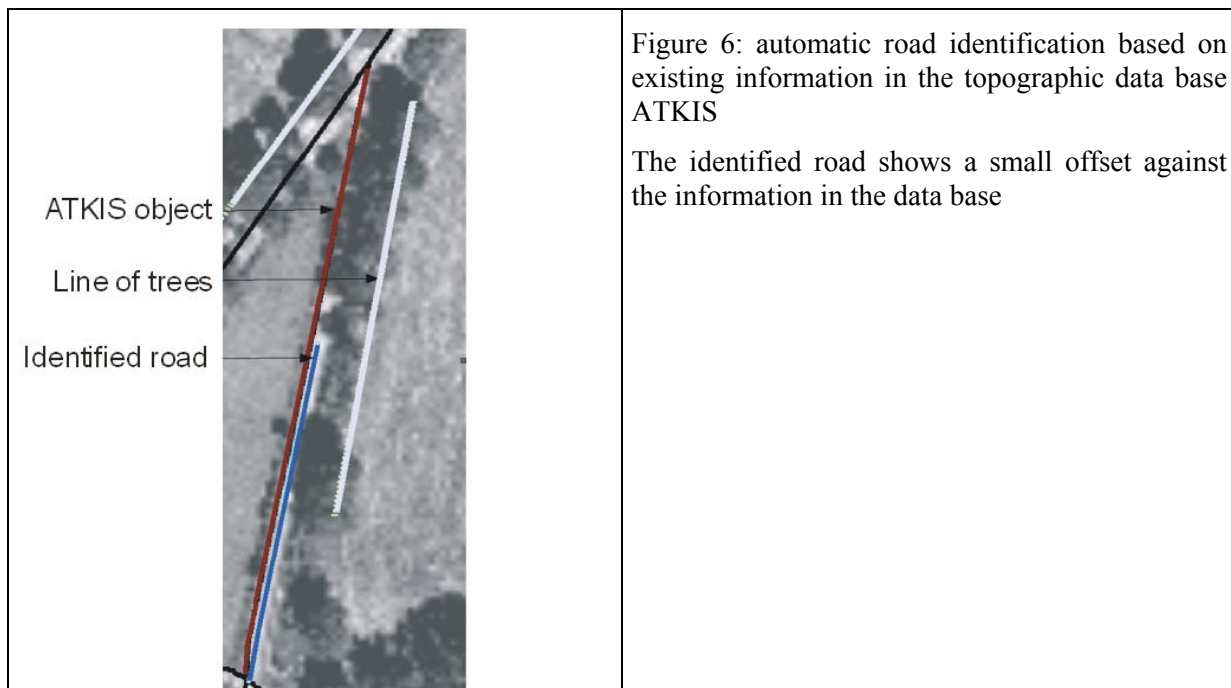 ATKIS object
Line of trees
Identified road
Figure 6: automatic road identification based on
existing information in the topographic data base
ATKIS
The identified road shows a small offset against
the information in the data base